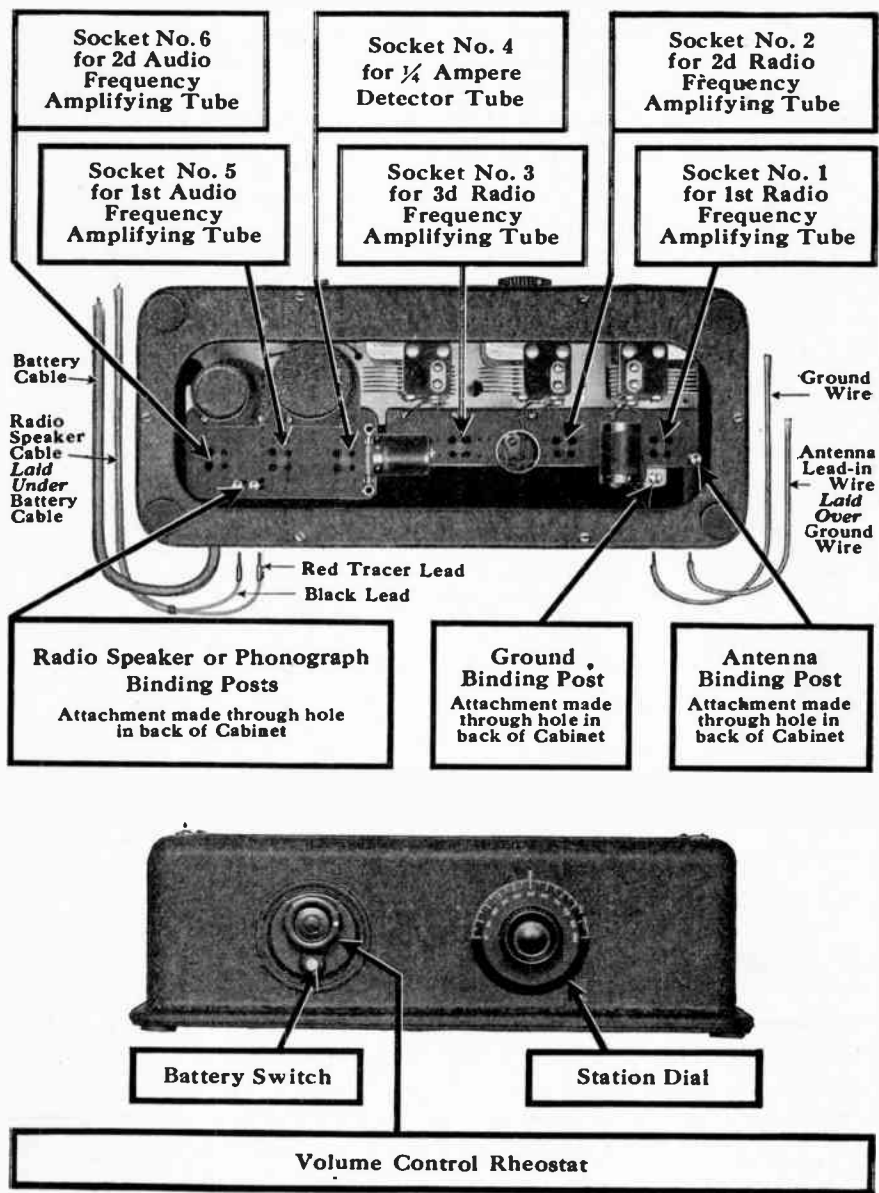 Socket No. 6
for 2d Audio
Frequency
Amplifying Tube
Socket No. 4
for ¼ Ampere
Detector Tube
Socket No. 2
for 2d Radio
Frequency
Amplifying Tube
Socket No. 5
for 1st Audio
Frequency
Amplifying Tube
Socket No. 3
for 3d Radio
Frequency
Amplifying Tube
Socket No. 1
for 1st Radio
Frequency
Amplifying Tube
Battery
Cable
Radio
Speaker
Cable
Laid
Under
Battery
Cable
Ground
Wire
Antenna
Lead-in
Wire
Laid
Over
Ground
Wire
Red Tracer Lead
Black Lead
Radio Speaker or Phonograph
Binding Posts
Attachment made through hole
in back of Cabinet
Ground
Binding Post
Attachment made
through hole in
back of Cabinet
Antenna
Binding Post
Attachment made
through hole in
back of Cabinet
Battery Switch
Station Dial
Volume Control Rheostat